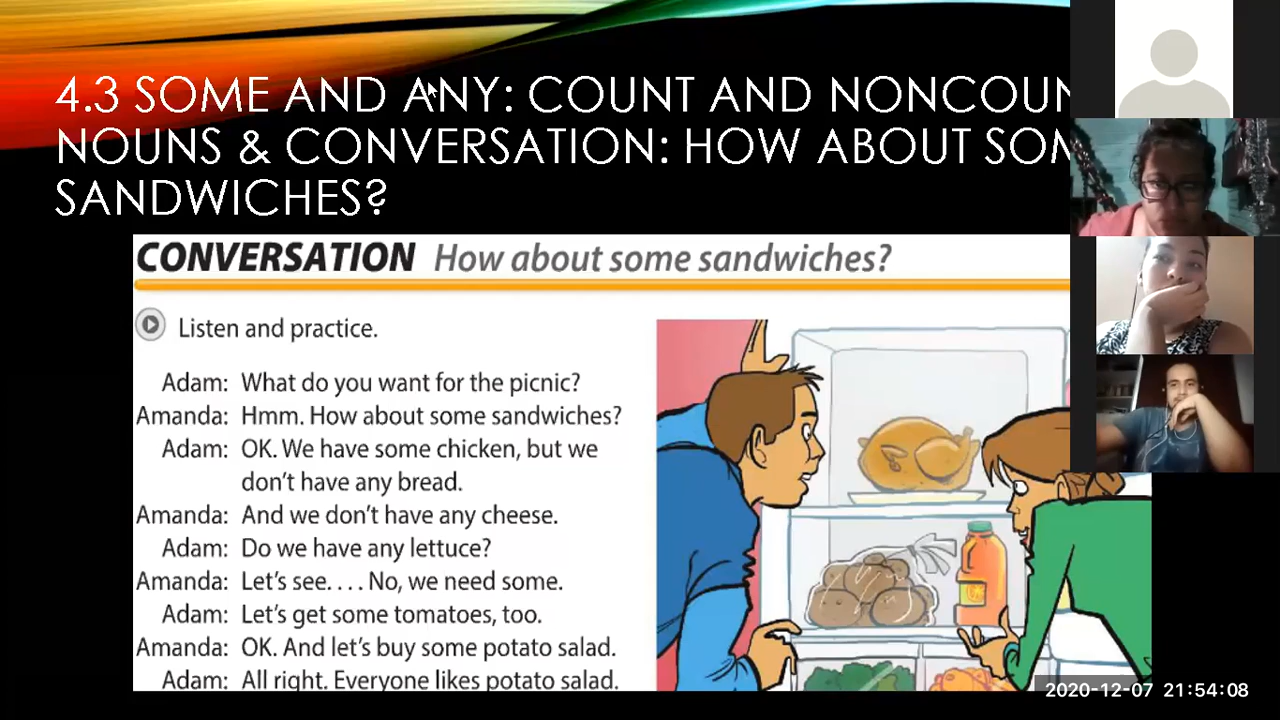 4.3 SOME AND ANY: COUNT AND NONCOUN
NOUNS & CONVERSATION: HOW ABOUT SOM
SANDWICHES?
CONVERSATION How about some sandwiches?
Listen and practice.
Adam: What do you want for the picnic?
Amanda: Hmm. How about some sandwiches?
Adam: OK. We have some chicken, but we
don't have any bread.
Amanda: And we don't have any cheese.
Adam: Do we have any lettuce?
Amanda: Let's see. . . . No, we need some.
Adam: Let's get some tomatoes, too.
Amanda: OK. And let's buy some potato salad.
Adam: All right. Everyone likes potato salad.
2020-12-07 21:54:08